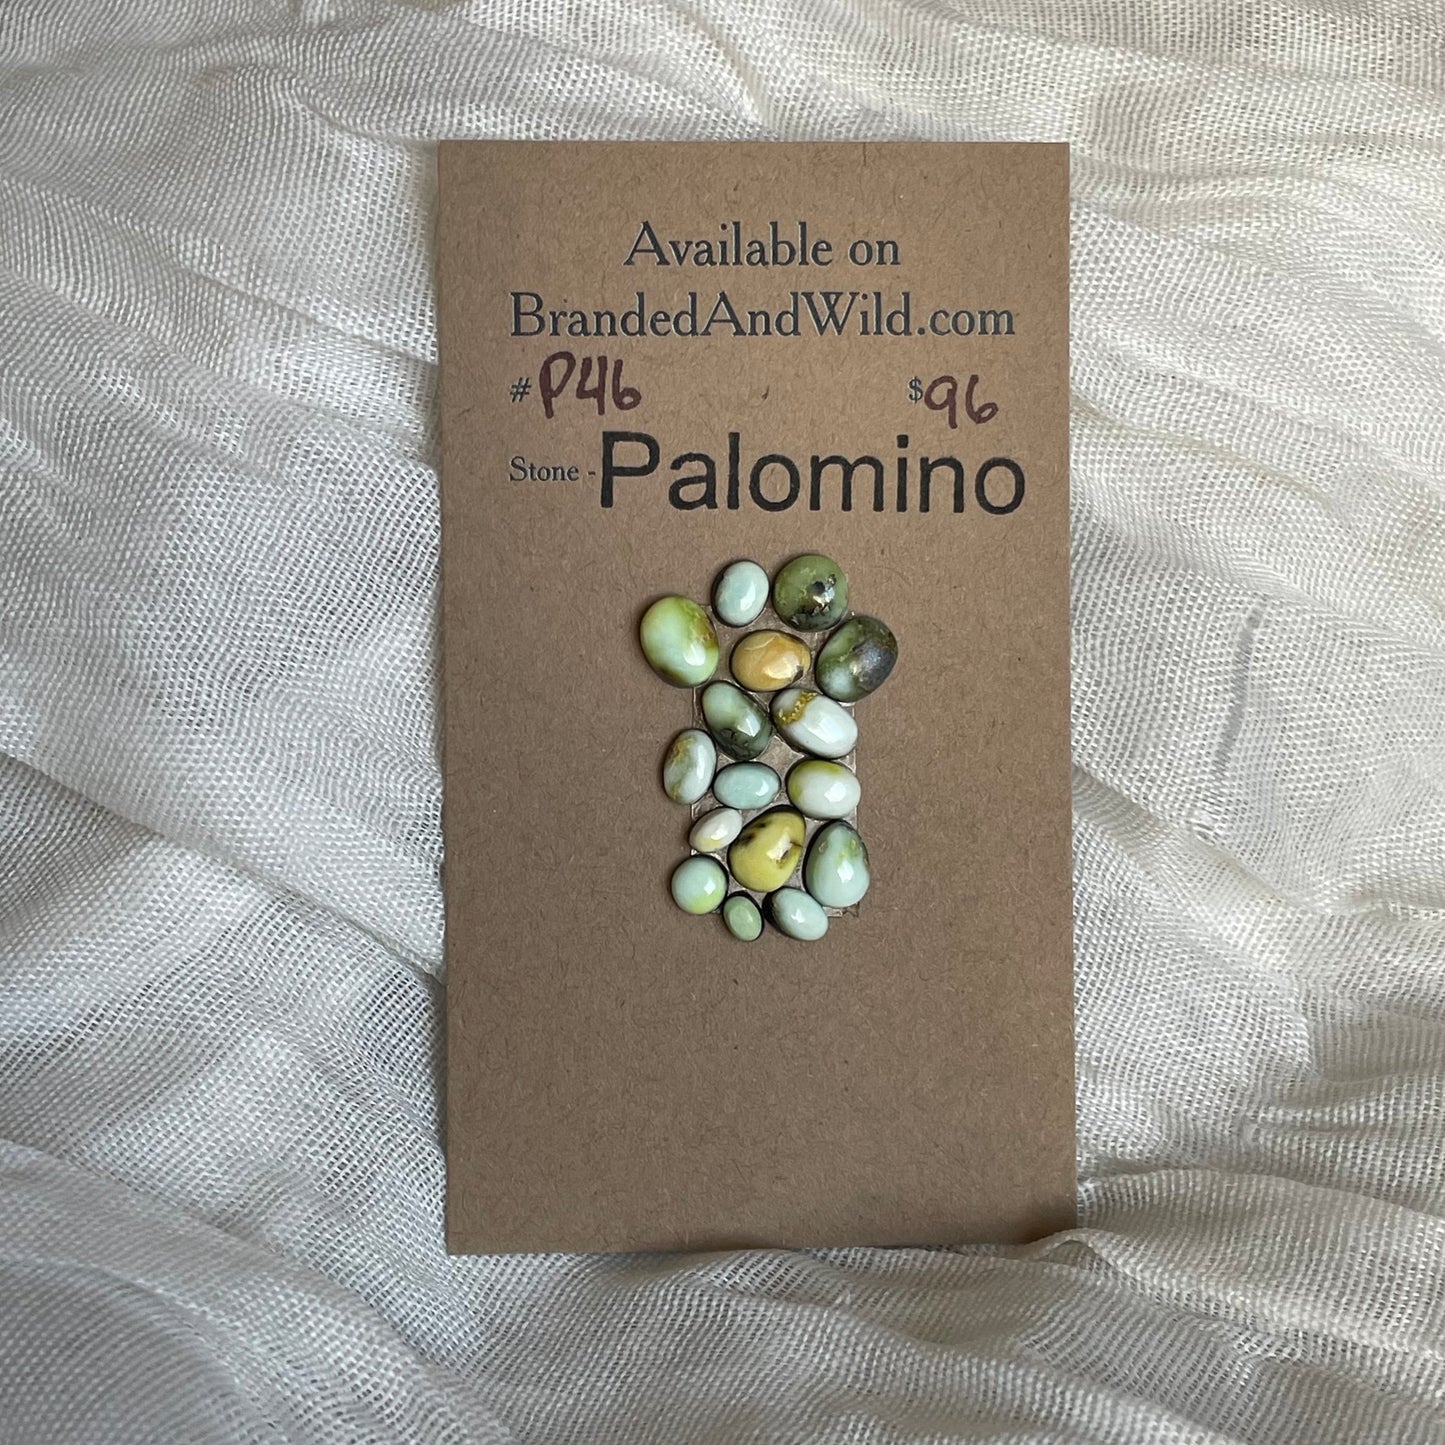 Available on
BrandedAndWild.com
# P46 $96
Stone - Palomino